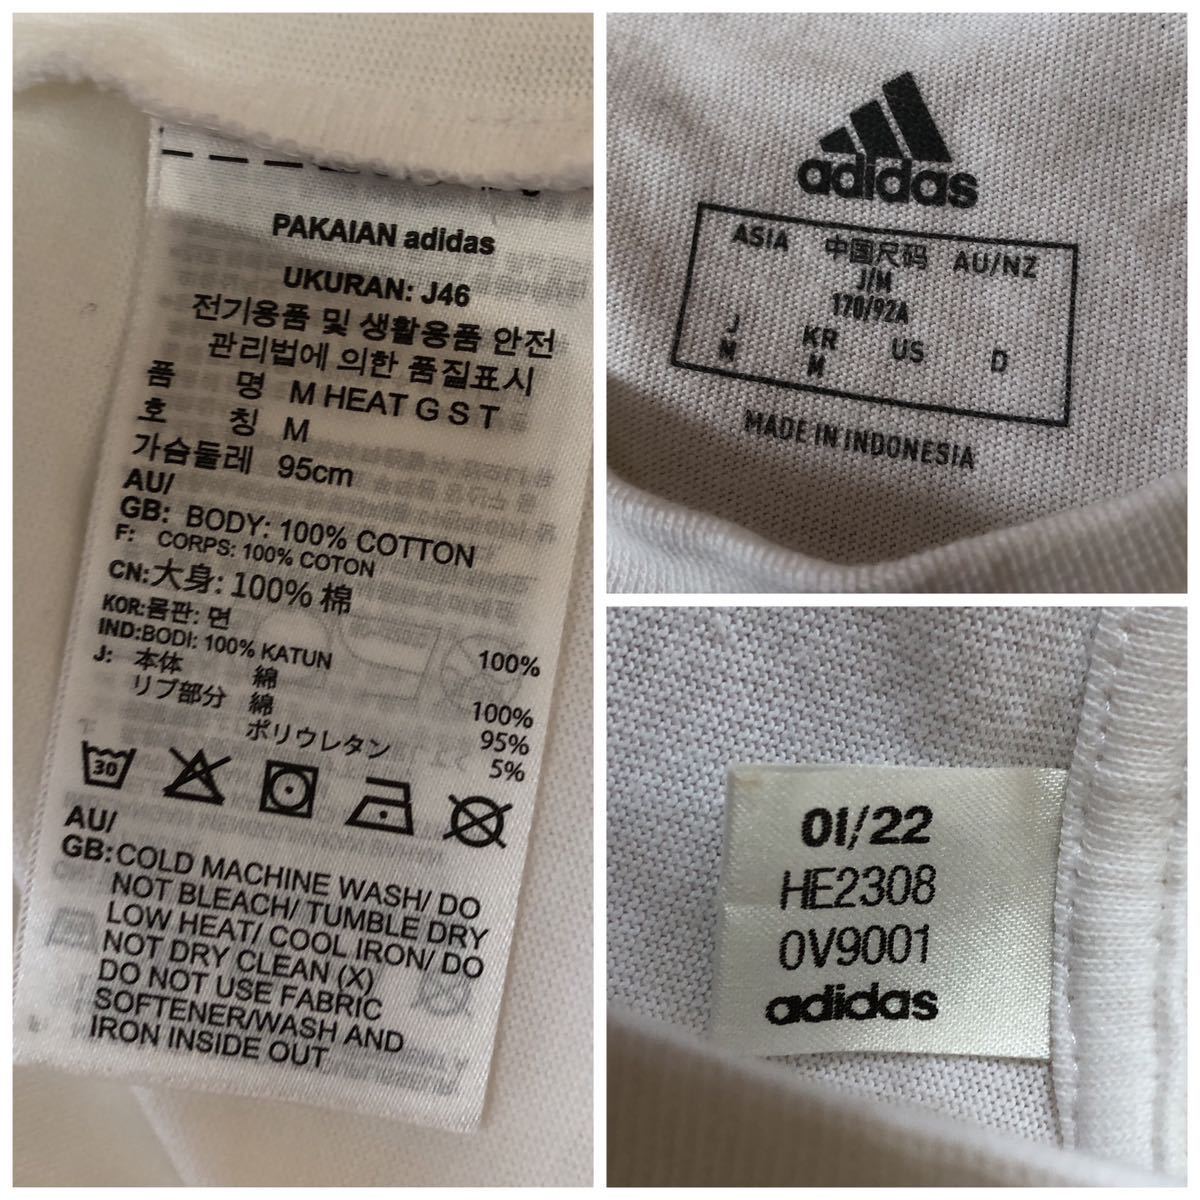 PAKAIAN adidas
UKURAN: J46
전기용품 및 생활용품 안전
관리법에 의한 품질표시
품 명 M HEAT G S T
호 칭 M
가슴둘레 95cm
AU/
GB: BODY: 100% COTTON
F: CORPS: 100% COTON
CN:大身: 100% 棉
KOR:몸판: 면 100%
IND:BODI: 100% KATUN
J: 本体 綿 100%
リブ部分 綿 95%
ポリウレタン 5%
30
AU/
GB:COLD MACHINE WASH/ DO
NOT BLEACH/ TUMBLE DRY
LOW HEAT/ COOL IRON/ DO
NOT DRY CLEAN (X)
DO NOT USE FABRIC
SOFTENER/WASH AND
IRON INSIDE OUT
adidas
ASIA 中国尺码 AU/NZ
J/M
170/92A
J KR US D
M M
MADE IN INDONESIA
01/22
HE2308
0V9001
adidas